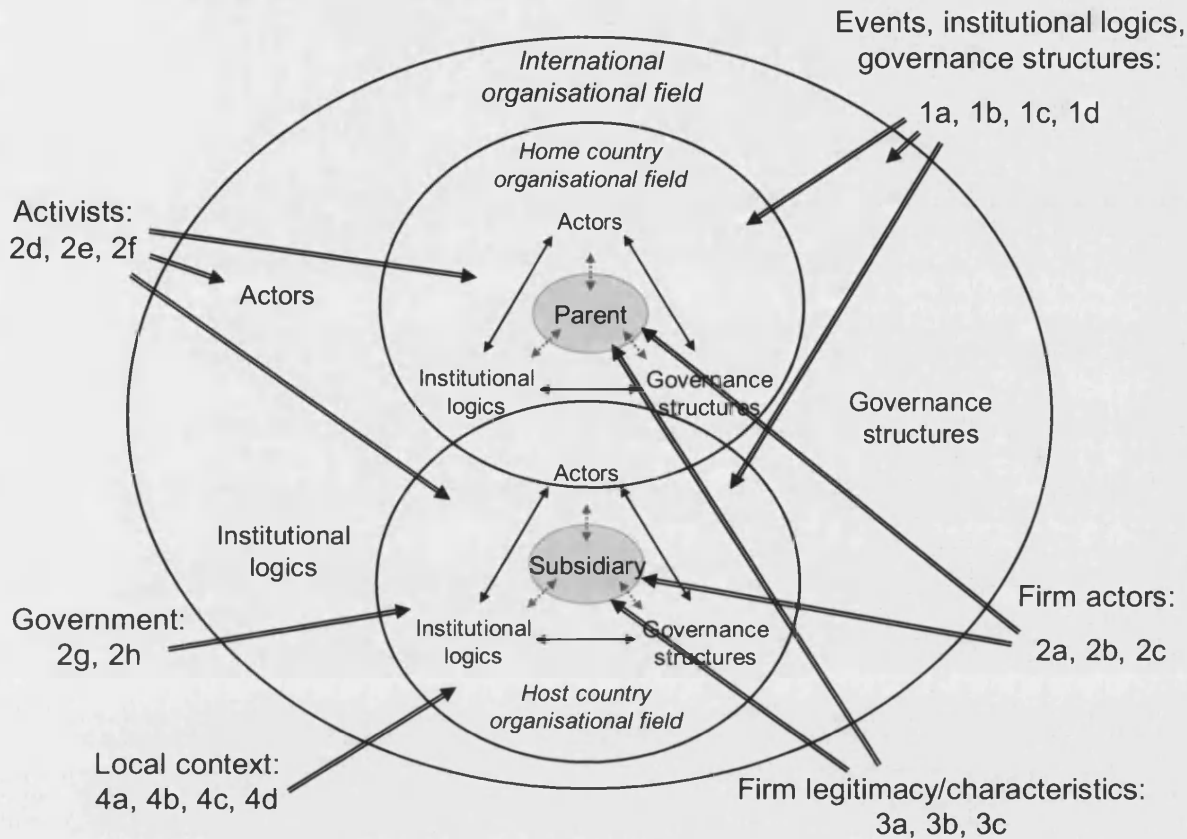 Events, institutional logics,
governance structures:
1a, 1b, 1c, 1d
International
organisational field
Home country
organisational field
Activists:
2d, 2e, 2f
Actors
Actors
Parent
Institutional
logics
Governance
structures
Governance
structures
Actors
Institutional
logics
Subsidiary
Government:
2g, 2h
Institutional
logics
Governance
structures
Firm actors:
2a, 2b, 2c
Host country
organisational field
Local context:
4a, 4b, 4c, 4d
Firm legitimacy/characteristics:
3a, 3b, 3c